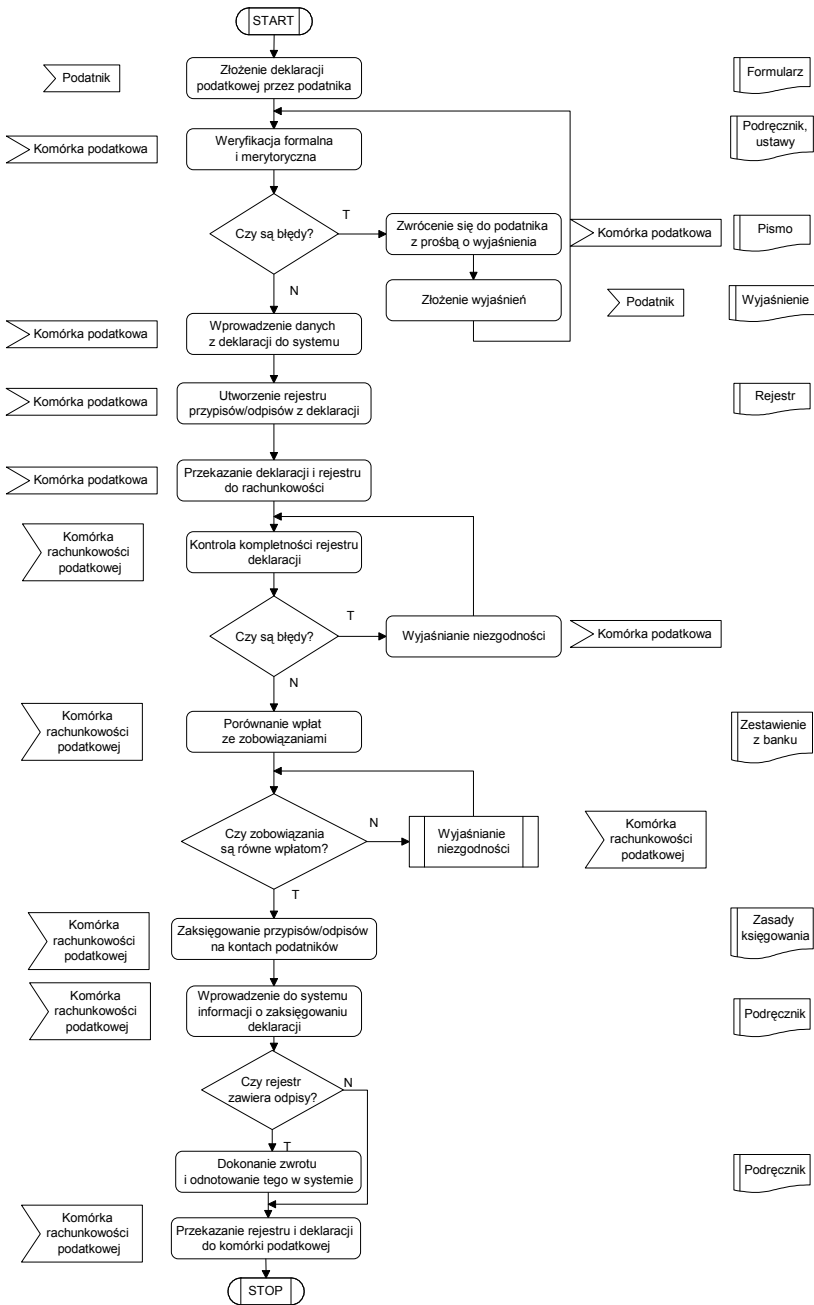 START
Podatnik
Złożenie deklaracji
podatkowej przez podatnika
Formularz
Komórka podatkowa
Weryfikacja formalna
i merytoryczna
Podręcznik,
ustawy
Czy są błędy?
T
Zwrócenie się do podatnika
z prośbą o wyjaśnienia
Komórka podatkowa
Pismo
N
Złożenie wyjaśnień
Podatnik
Wyjaśnienie
Komórka podatkowa
Wprowadzenie danych
z deklaracji do systemu
Komórka podatkowa
Utworzenie rejestru
przypisów/odpisów z deklaracji
Rejestr
Komórka podatkowa
Przekazanie deklaracji i rejestru
do rachunkowości
Komórka
rachunkowości
podatkowej
Kontrola kompletności rejestru
deklaracji
Czy są błędy?
T
Wyjaśnianie niezgodności
Komórka podatkowa
N
Komórka
rachunkowości
podatkowej
Porównanie wpłat
ze zobowiązaniami
Zestawienie
z banku
Czy zobowiązania
są równe wpłatom?
N
Wyjaśnianie
niezgodności
Komórka
rachunkowości
podatkowej
T
Komórka
rachunkowości
podatkowej
Zaksięgowanie przypisów/odpisów
na kontach podatników
Zasady
księgowania
Komórka
rachunkowości
podatkowej
Wprowadzenie do systemu
informacji o zaksięgowaniu
deklaracji
Podręcznik
Czy rejestr
zawiera odpisy?
N
T
Dokonanie zwrotu
i odnotowanie tego w systemie
Podręcznik
Komórka
rachunkowości
podatkowej
Przekazanie rejestru i deklaracji
do komórki podatkowej
STOP